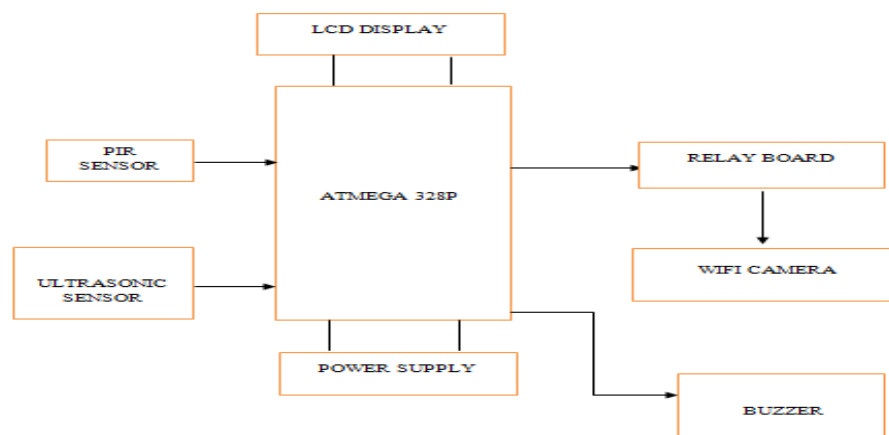 LCD DISPLAY
PIR
SENSOR
ATMEGA 328P
RELAY BOARD
ULTRASONIC
SENSOR
WIFI CAMERA
POWER SUPPLY
BUZZER